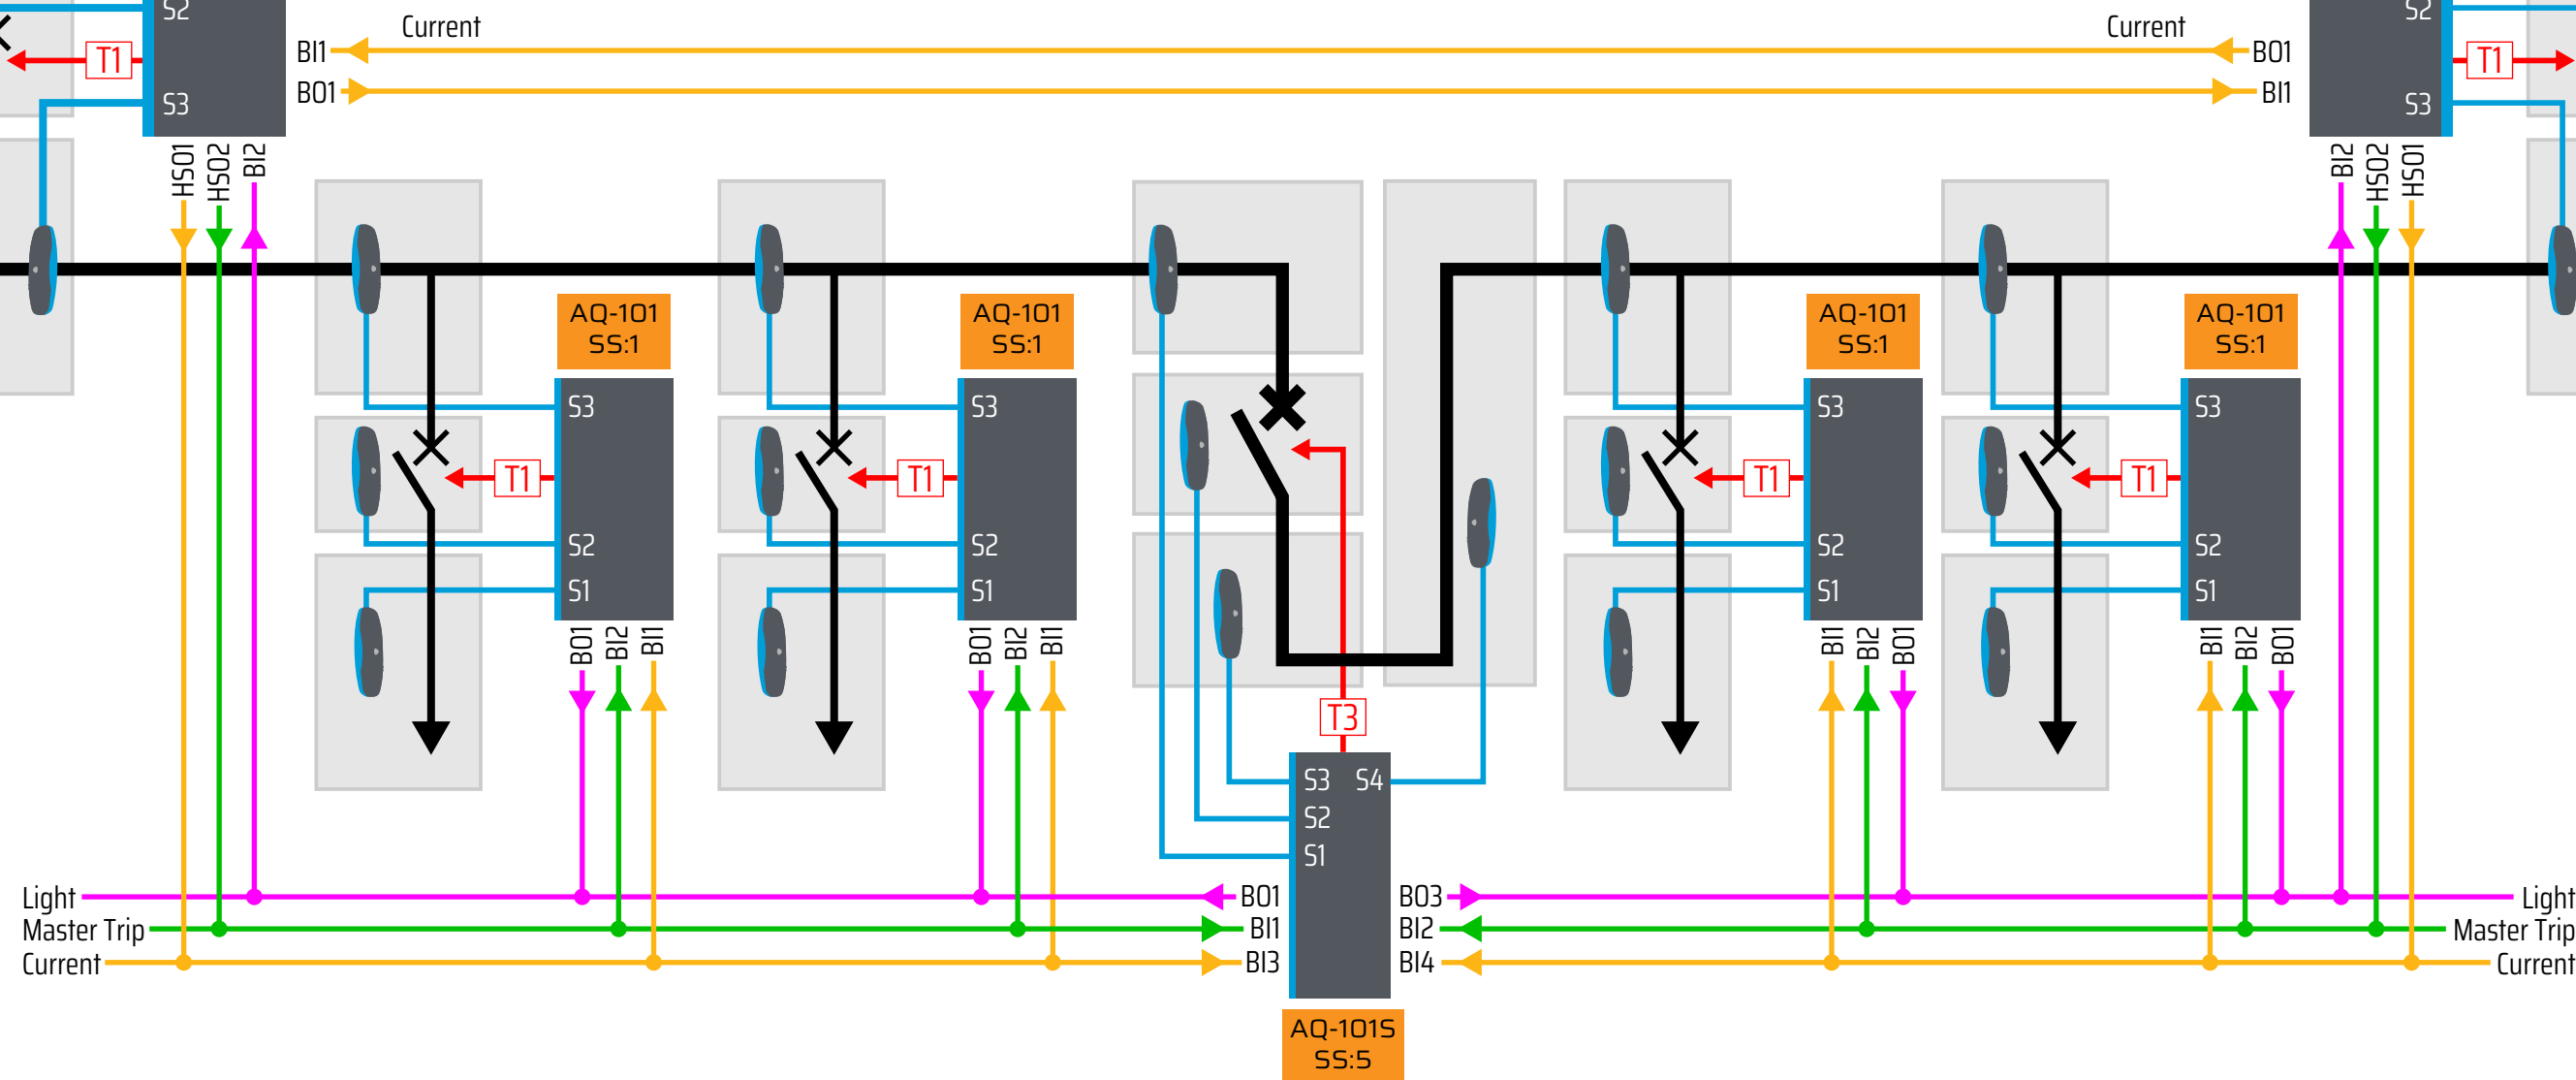 S2
Current
Current
S2
T1
BI1
BO1
T1
BO1
BI1
S3
S3
HSO1
HSO2
BI2
BI2
HSO2
HSO1
AQ-101
SS:1
AQ-101
SS:1
AQ-101
SS:1
AQ-101
SS:1
S3
S3
S3
S3
T1
T1
T1
T1
S2
S2
S2
S2
S1
S1
S1
S1
BO1
BI2
BI1
BO1
BI2
BI1
BI1
BI2
BO1
BI1
BI2
BO1
T3
S3
S4
S2
S1
Light
BO1
BO3
Light
Master Trip
BI1
BI2
Master Trip
Current
BI3
BI4
Current
AQ-101S
SS:5